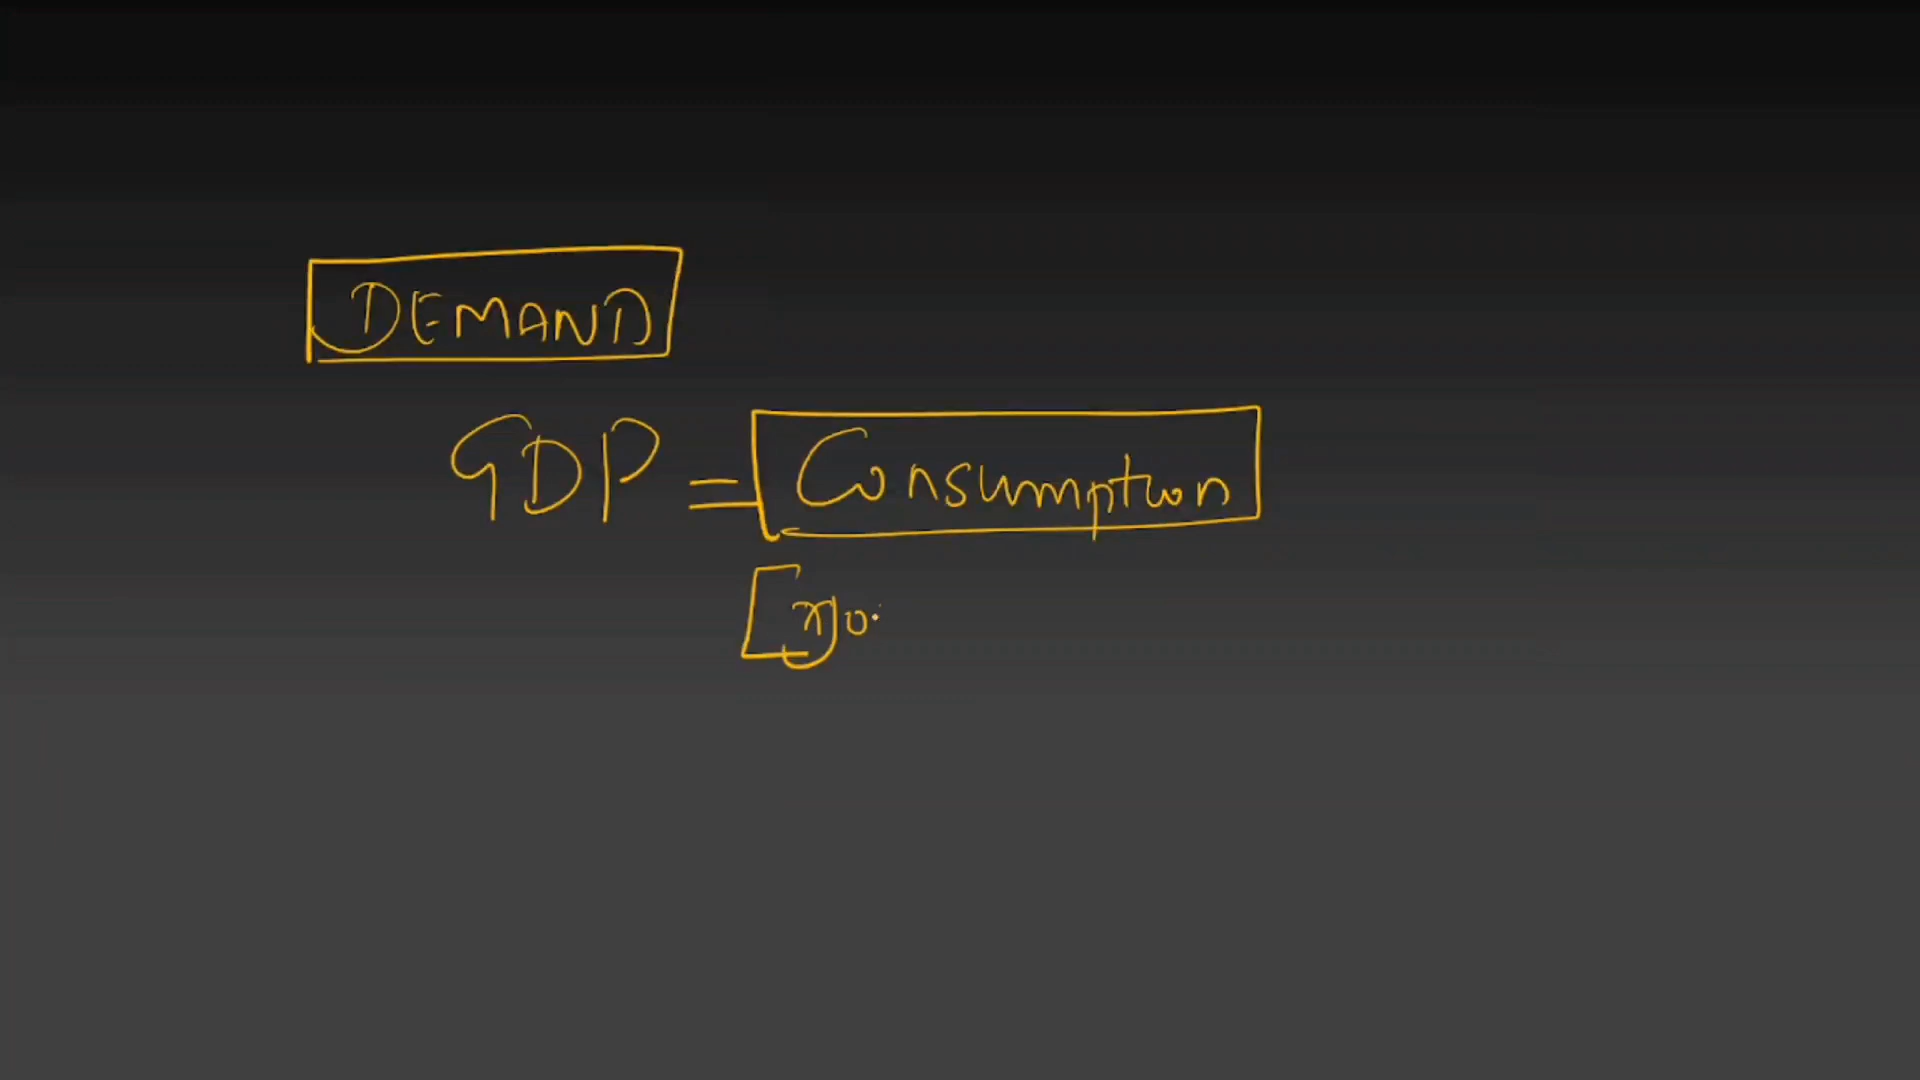 DEMAND
GDP = Consumption